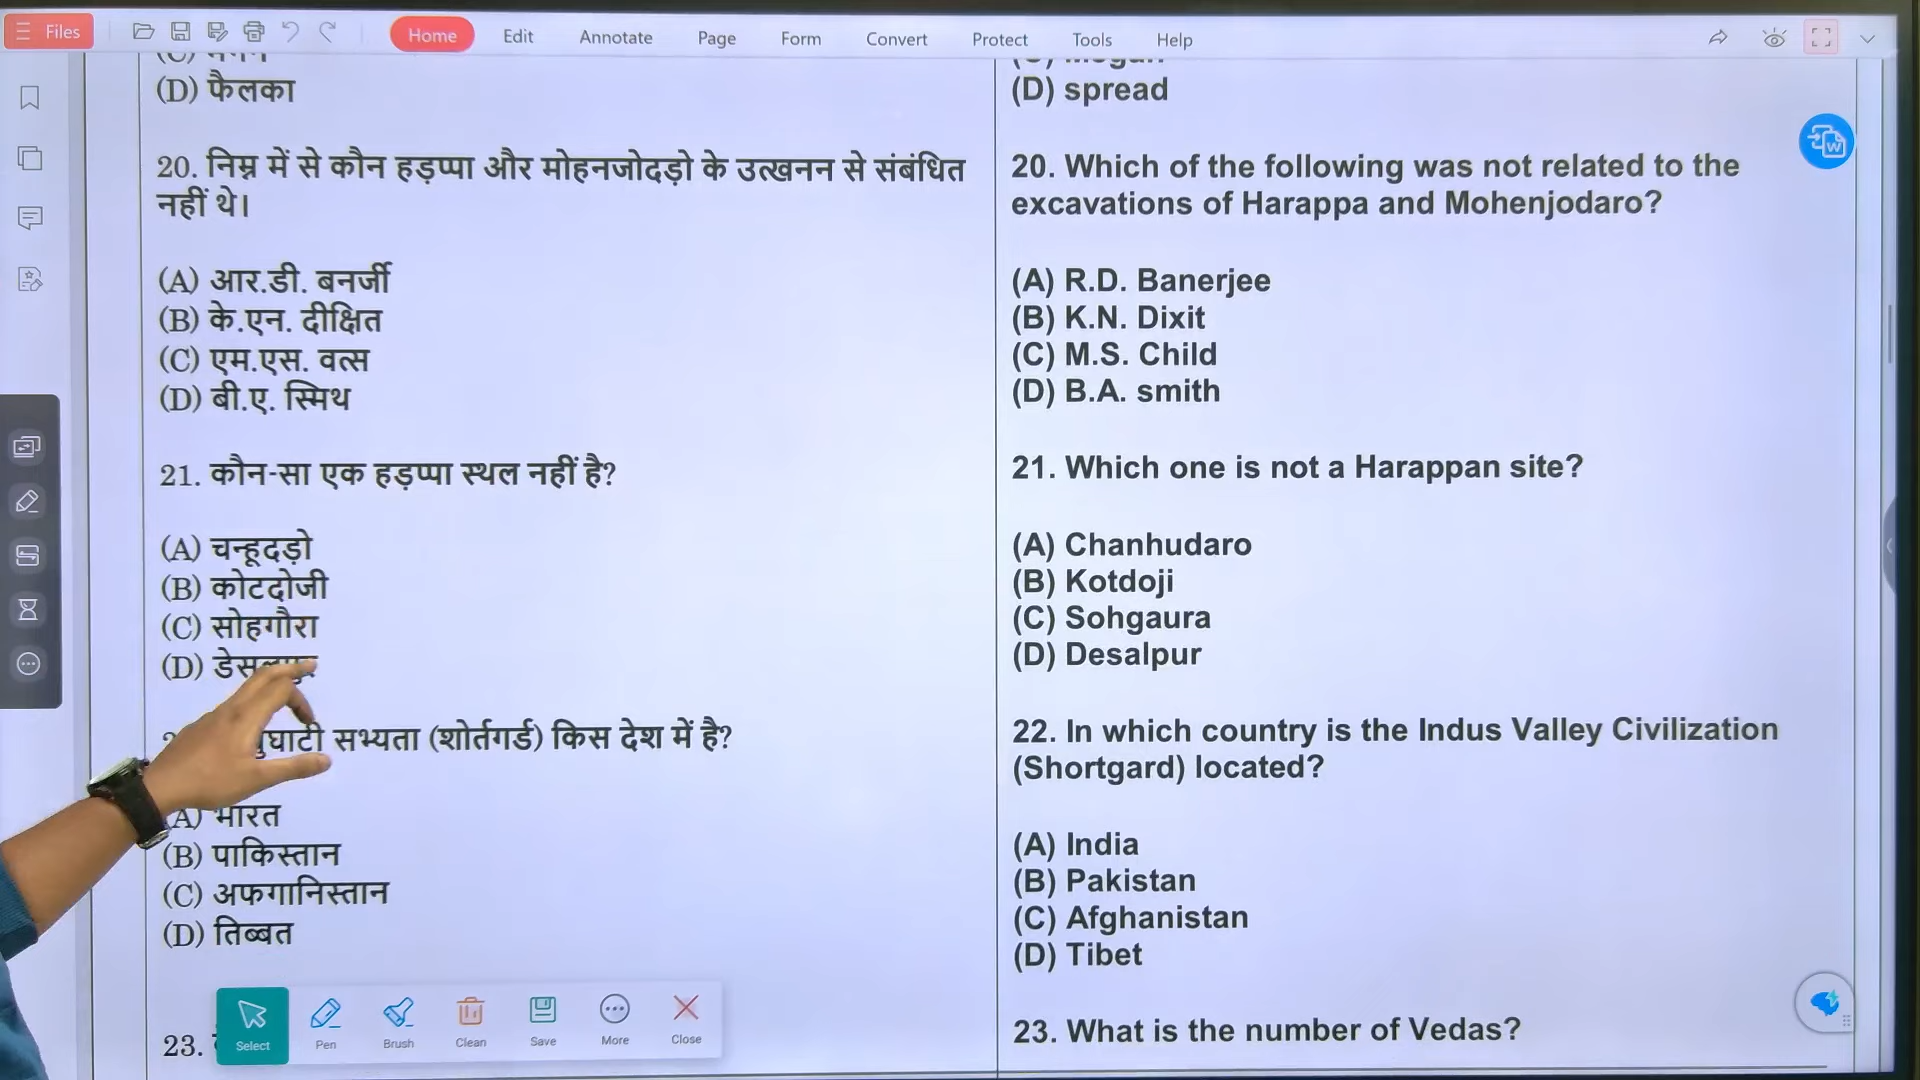 Files
Home
Edit
Annotate
Page
Form
Convert
Protect
Tools
Help
(D) फैलका
20. निम्न में से कौन हड़प्पा और मोहनजोदड़ो के उत्खनन से संबंधित
नहीं थे।
(A) आर.डी. बनर्जी
(B) के.एन. दीक्षित
(C) एम.एस. वत्स
(D) बी.ए. स्मिथ
21. कौन-सा एक हड़प्पा स्थल नहीं है?
(A) चन्हूदड़ो
(B) कोटदोजी
(C) सोहगौरा
(D)
सभ्यता (शोर्तगर्ड) किस देश में है?
(A) भारत
(B) पाकिस्तान
(C) अफगानिस्तान
(D) तिब्बत
23.
(D) spread
20. Which of the following was not related to the
excavations of Harappa and Mohenjodaro?
(A) R.D. Banerjee
(B) K.N. Dixit
(C) M.S. Child
(D) B.A. smith
21. Which one is not a Harappan site?
(A) Chanhudaro
(B) Kotdoji
(C) Sohgaura
(D) Desalpur
22. In which country is the Indus Valley Civilization
(Shortgard) located?
(A) India
(B) Pakistan
(C) Afghanistan
(D) Tibet
23. What is the number of Vedas?
Select
Pen
Brush
Clean
Save
More
Close